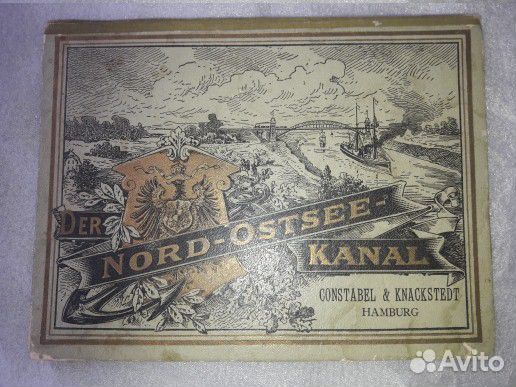 DER
NORD-OSTSEE-
KANAL
CONSTABEL & KNACKSTEDT
HAMBURG
Avito